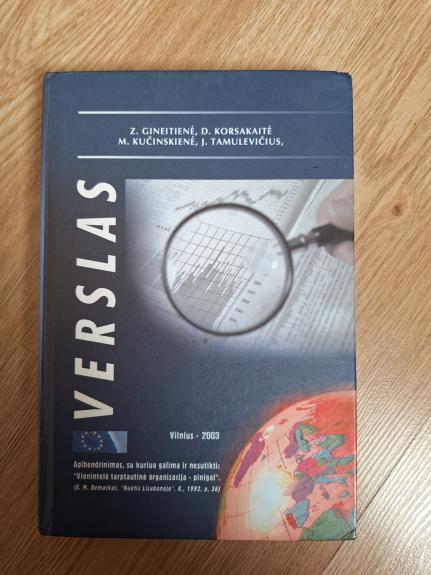 Z. GINEITIENĖ, D. KORSAKAITĖ
M. KUČINSKIENĖ, J. TAMULEVIČIUS,
VERSLAS
Vilnius - 2003
Apibendrinimas, su kuriuo galima ir nesutikti:
"Vienintelė tarptautinė organizacija - pinigai".
(E. M. Remarkas. "Naktis Lisabonoje". K., 1992, p. 36)